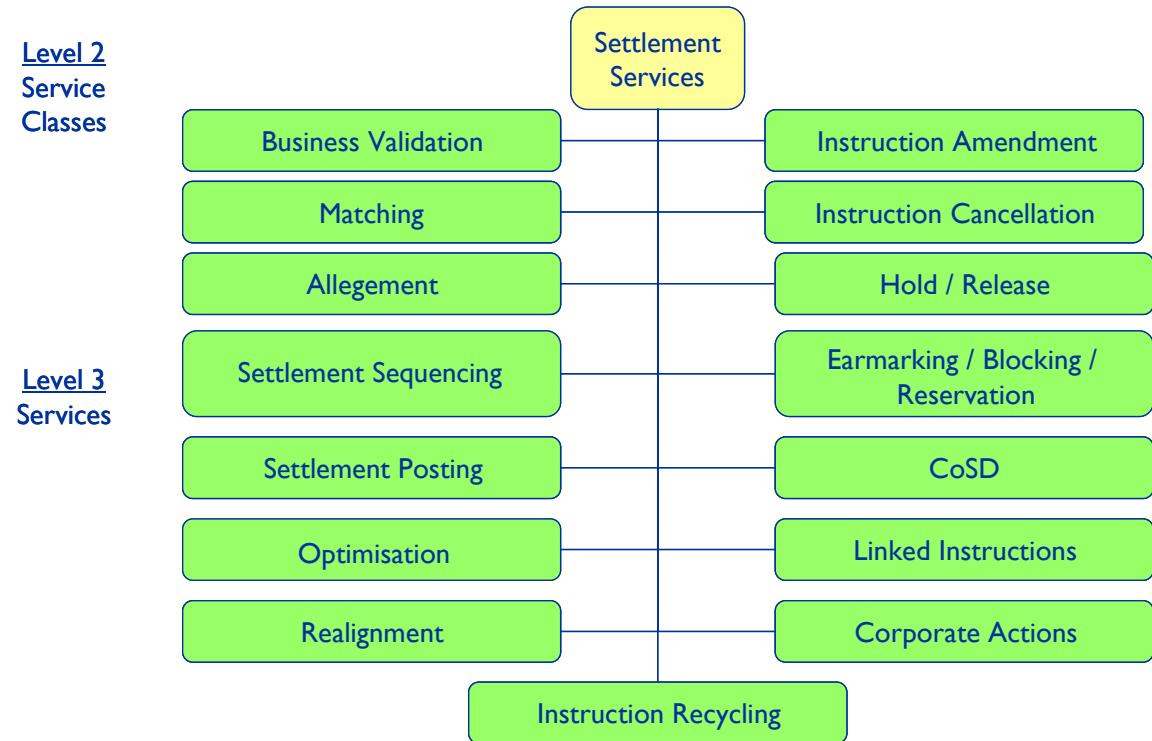 Level 2
Service
Classes
Settlement
Services
Business Validation
Instruction Amendment
Matching
Instruction Cancellation
Allegement
Hold / Release
Level 3
Services
Settlement Sequencing
Earmarking / Blocking /
Reservation
Settlement Posting
CoSD
Optimisation
Linked Instructions
Realignment
Corporate Actions
Instruction Recycling